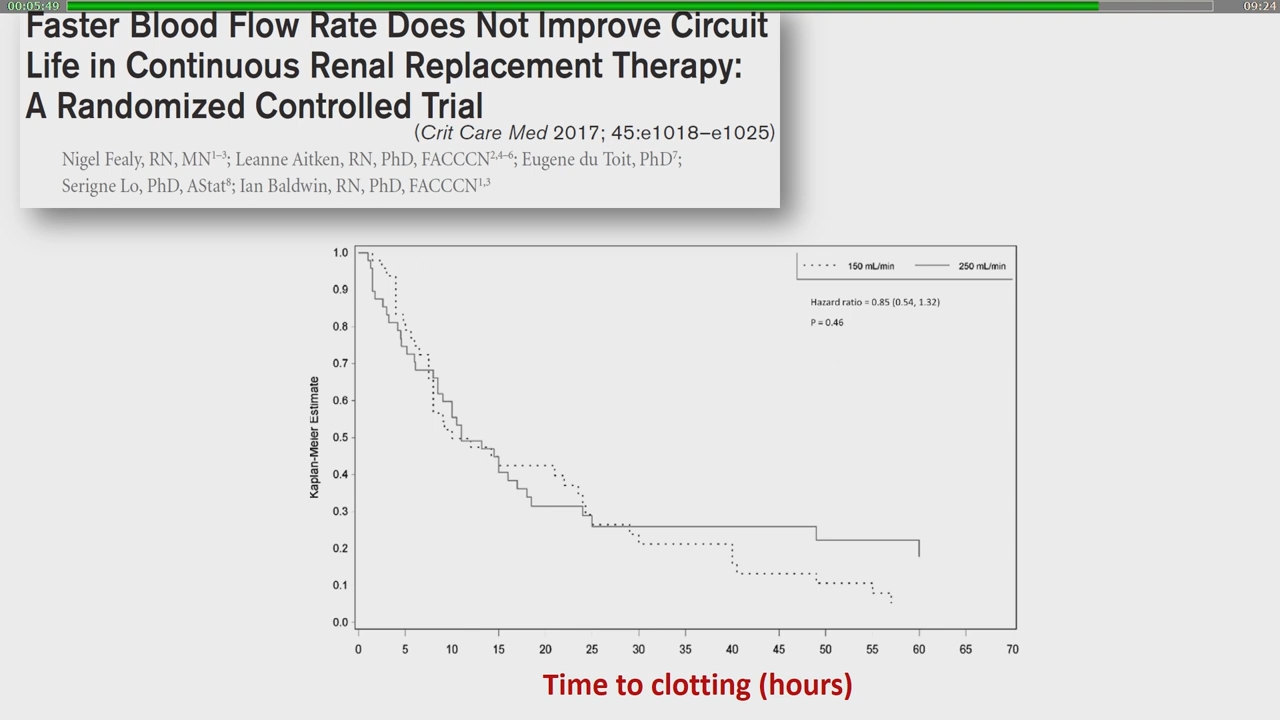 00:05:49
09:24
Faster Blood Flow Rate Does Not Improve Circuit
Life in Continuous Renal Replacement Therapy:
A Randomized Controlled Trial
(Crit Care Med 2017; 45:e1018–e1025)
Nigel Fealy, RN, MN1–3; Leanne Aitken, RN, PhD, FACCCN2,4–6; Eugene du Toit, PhD7;
Serigne Lo, PhD, AStat8; Ian Baldwin, RN, PhD, FACCCN1,3
150 mL/min
250 mL/min
Hazard ratio = 0.85 (0.54, 1.32)
P = 0.46
Kaplan-Meier Estimate
1.0
0.9
0.8
0.7
0.6
0.5
0.4
0.3
0.2
0.1
0.0
0 5 10 15 20 25 30 35 40 45 50 55 60 65 70
Time to clotting (hours)